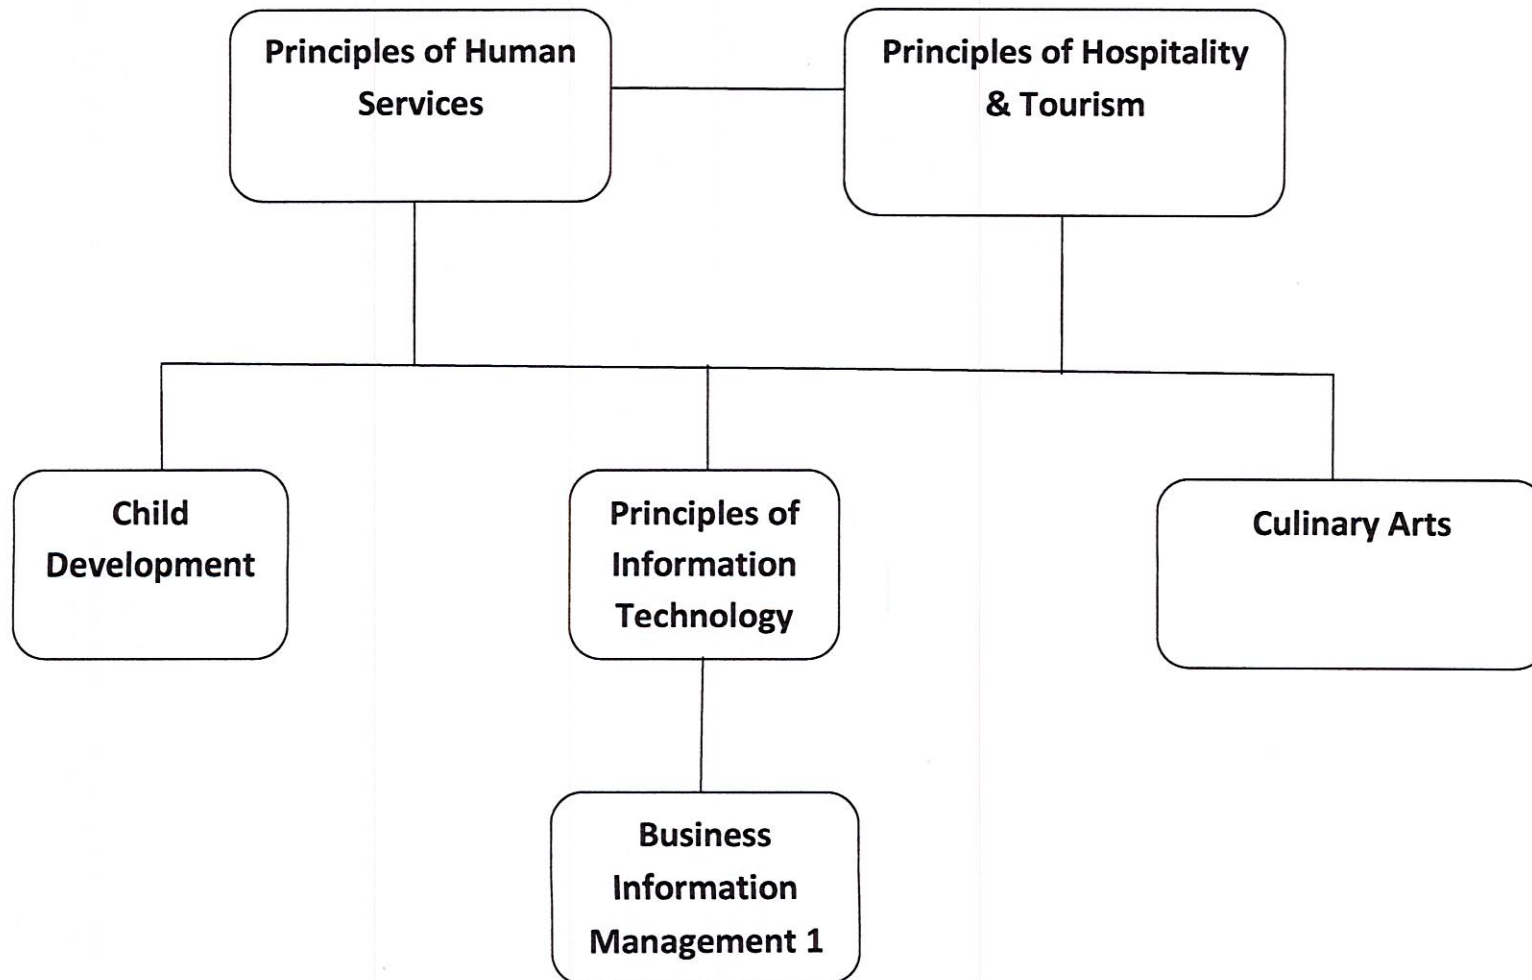 Principles of Human
Services
Principles of Hospitality
& Tourism
Child
Development
Principles of
Information
Technology
Culinary Arts
Business
Information
Management 1